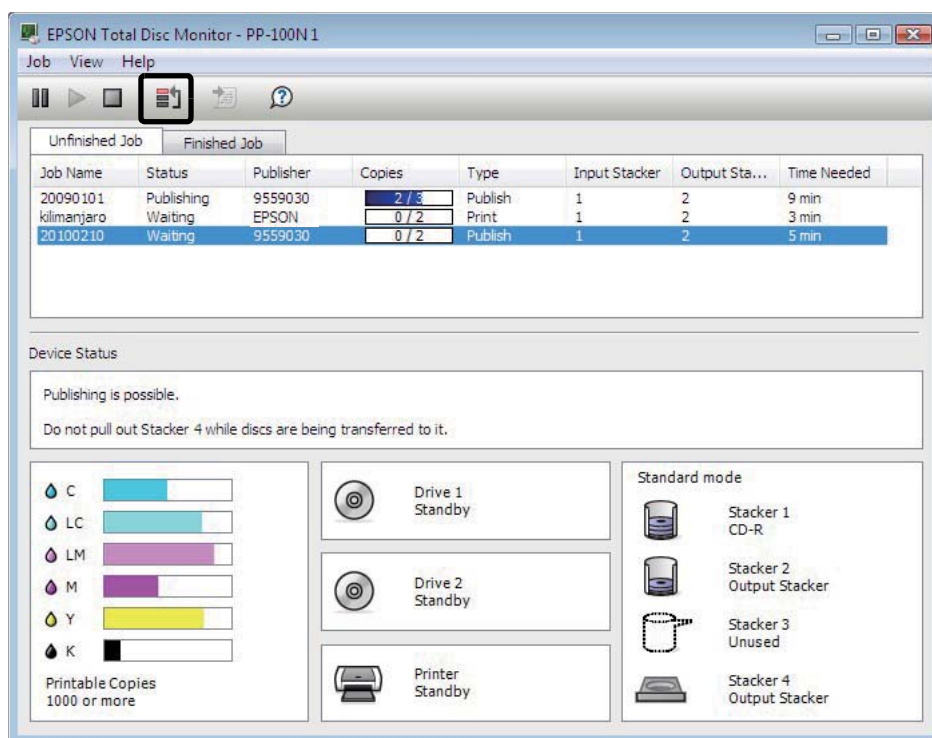 EPSON Total Disc Monitor - PP-100N 1
Job View Help
Unfinished Job Finished Job
Job Name Status Publisher Copies Type Input Stacker Output Sta... Time Needed
20090101 Publishing 9559030 2 / 3 Publish 1 2 9 min
kilimanjaro Waiting EPSON 0 / 2 Print 1 2 3 min
20100210 Waiting 9559030 0 / 2 Publish 1 2 5 min
Device Status
Publishing is possible.
Do not pull out Stacker 4 while discs are being transferred to it.
C
LC
LM
M
Y
K
Printable Copies
1000 or more
Drive 1
Standby
Drive 2
Standby
Printer
Standby
Standard mode
Stacker 1
CD-R
Stacker 2
Output Stacker
Stacker 3
Unused
Stacker 4
Output Stacker